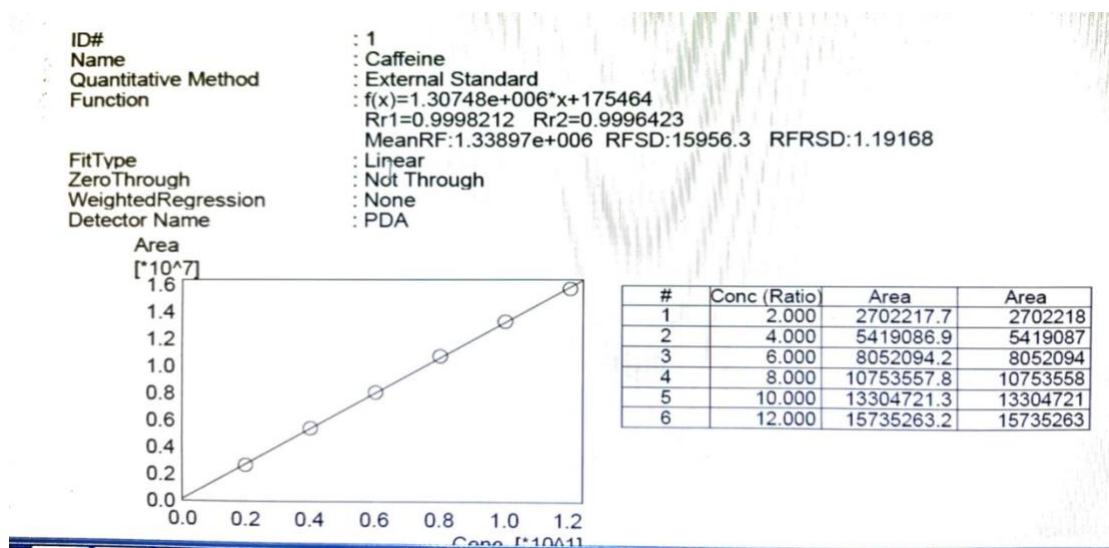 ID# : 1
Name : Caffeine
Quantitative Method : External Standard
Function : f(x)=1.30748e+006*x+175464
Rr1=0.9998212 Rr2=0.9996423
MeanRF:1.33897e+006 RFSD:15956.3 RFRSD:1.19168
FitType : Linear
ZeroThrough : Not Through
WeightedRegression : None
Detector Name : PDA
Area
[*10^7]
1.6
1.4
1.2
1.0
0.8
0.6
0.4
0.2
0.0
0.0 0.2 0.4 0.6 0.8 1.0 1.2
Conc. [*10^1]
# Conc (Ratio) Area Area
1 2.000 2702217.7 2702218
2 4.000 5419086.9 5419087
3 6.000 8052094.2 8052094
4 8.000 10753557.8 10753558
5 10.000 13304721.3 13304721
6 12.000 15735263.2 15735263